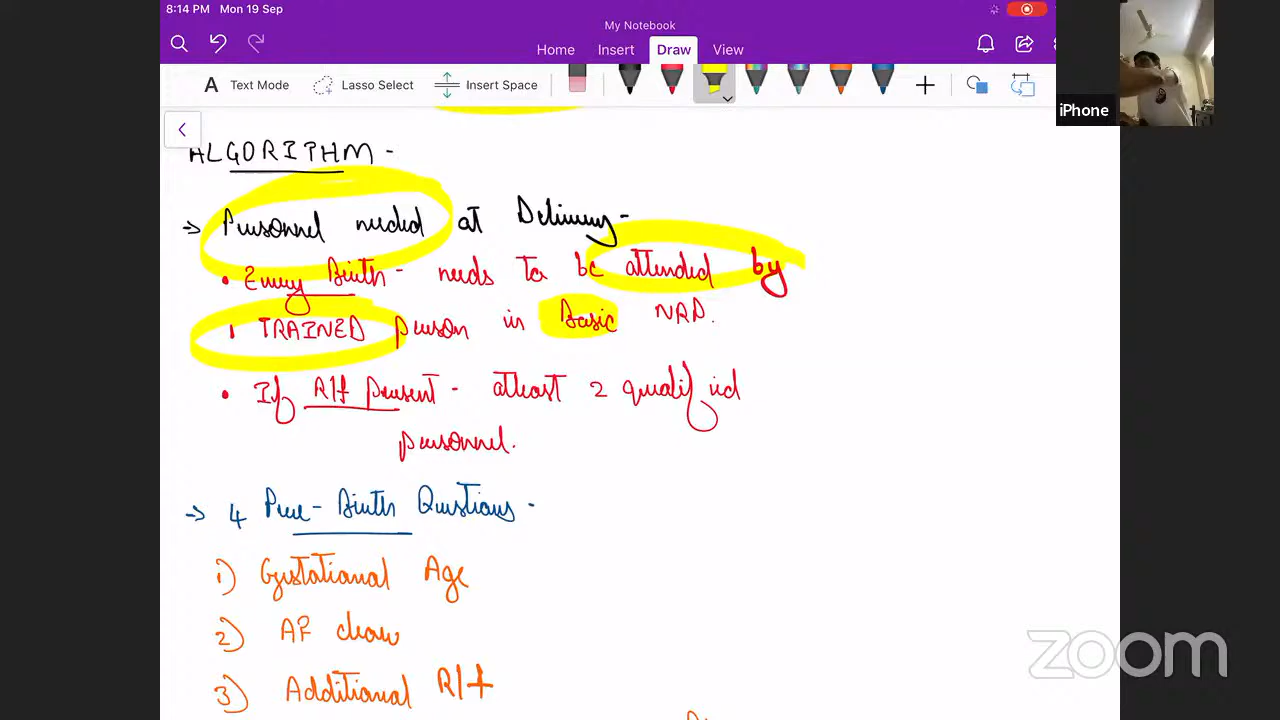 8:14 PM Mon 19 Sep
My Notebook
Home Insert Draw View
Text Mode Lasso Select Insert Space
iPhone
ALGORITHM -
→ Personnel needed at Delivery -
• Every Birth - needs to be attended by
• TRAINED person in Basic NRP.
• If R/f present - atleast 2 qualified
personnel.
→ 4 Pre-Birth Questions -
1) Gestational Age
2) AF clear
3) Additional R/f
zoom